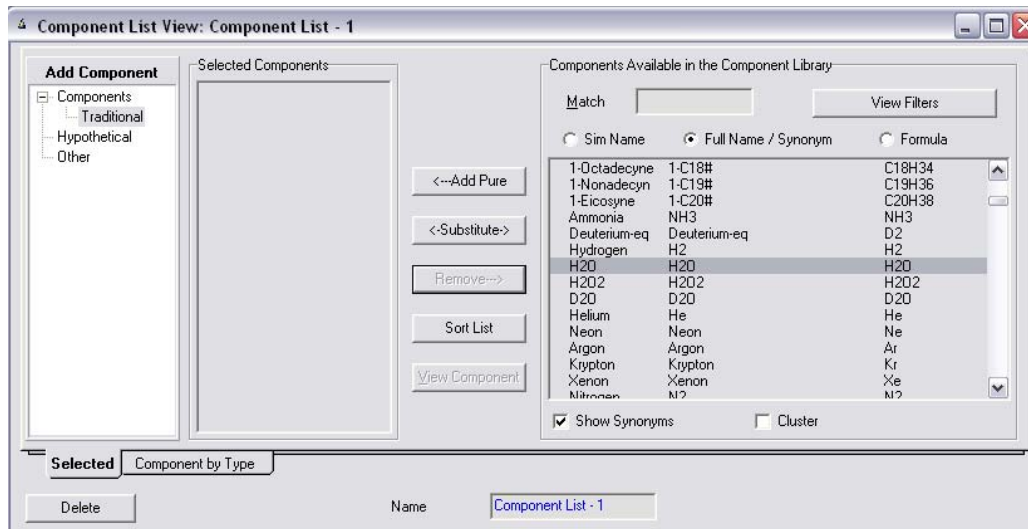 Component List View: Component List - 1
Add Component
Components
Traditional
Hypothetical
Other
Selected Components
<---Add Pure
<-Substitute->
Remove--->
Sort List
View Component
Components Available in the Component Library
Match
View Filters
Sim Name Full Name / Synonym Formula
1-Octadecyne 1-C18# C18H34
1-Nonadecyn 1-C19# C19H36
1-Eicosyne 1-C20# C20H38
Ammonia NH3 NH3
Deuterium-eq Deuterium-eq D2
Hydrogen H2 H2
H2O H2O H2O
H2O2 H2O2 H2O2
D2O D2O D2O
Helium He He
Neon Neon Ne
Argon Argon Ar
Krypton Krypton Kr
Xenon Xenon Xe
Nitrogen N2 N2
Show Synonyms Cluster
Selected Component by Type
Delete Name Component List - 1